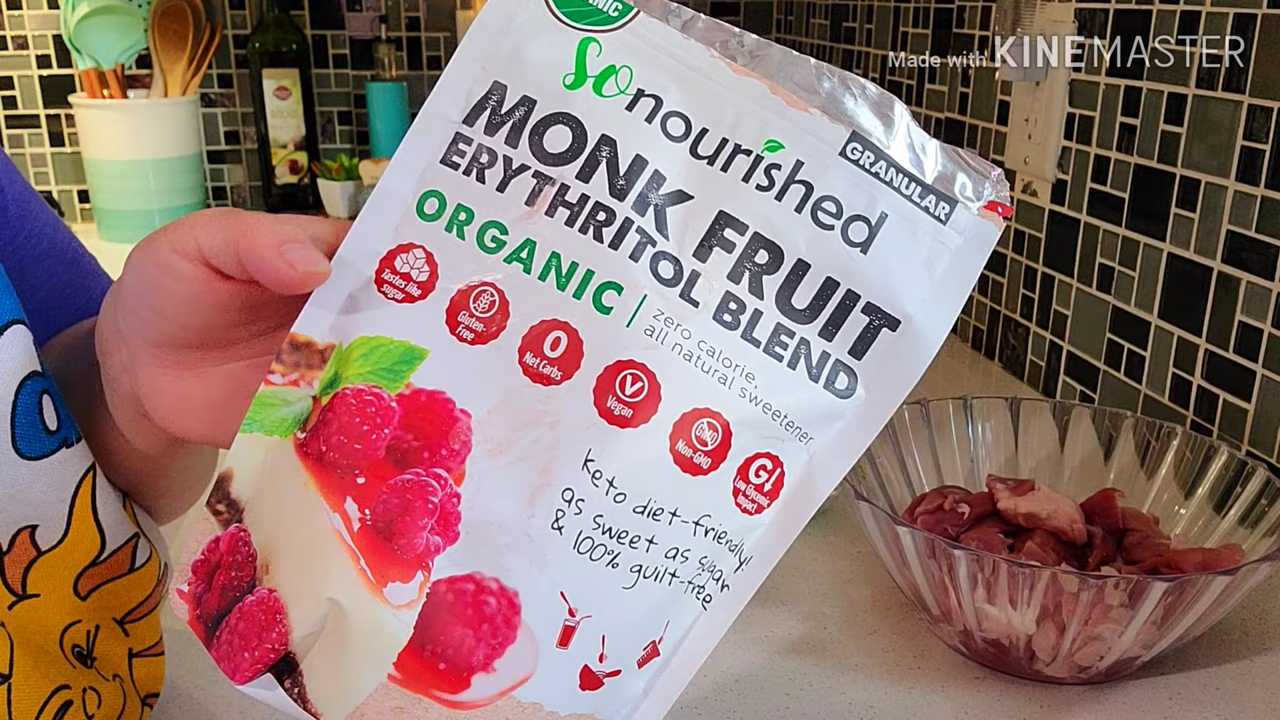 Made with KINEMASTER
NIC
So nourished
GRANULAR
MONK FRUIT
ERYTHRITOL BLEND
ORGANIC
zero calorie,
all natural sweetener
Tastes like
sugar
Gluten-
Free
0
Net Carbs
V
Vegan
GMO
Non-GMO
GI
Low Glycemic
Impact
keto diet-friendly!
as sweet as sugar
& 100% guilt-free